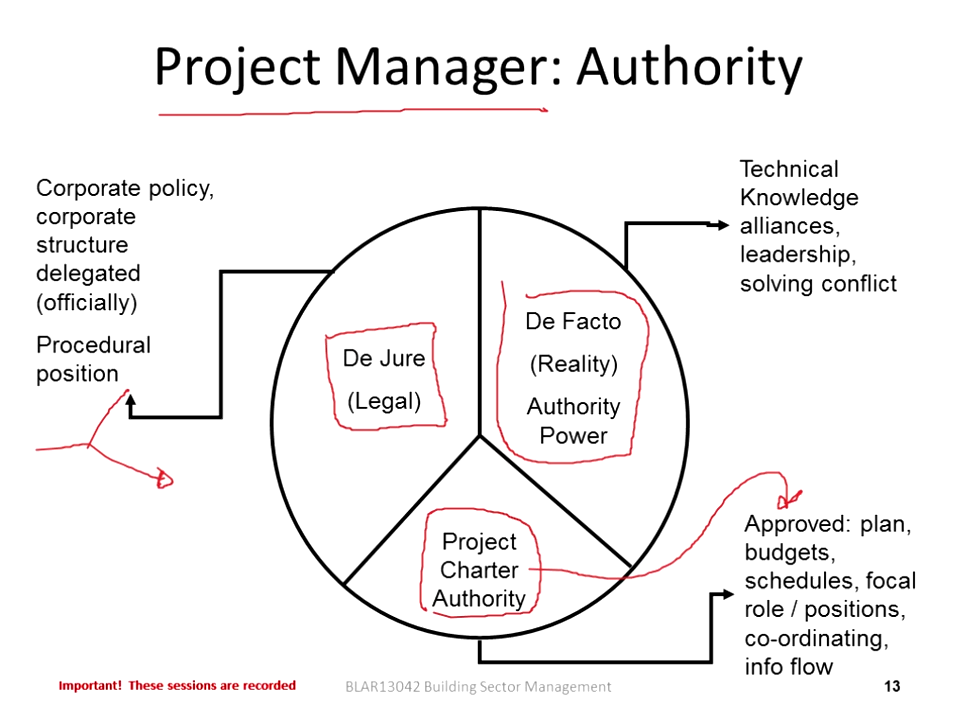 Project Manager: Authority
Corporate policy,
corporate
structure
delegated
(officially)
Procedural
position
De Jure
(Legal)
De Facto
(Reality)
Authority
Power
Technical
Knowledge
alliances,
leadership,
solving conflict
Project
Charter
Authority
Approved: plan,
budgets,
schedules, focal
role / positions,
co-ordinating,
info flow
Important! These sessions are recorded
BLAR13042 Building Sector Management
13